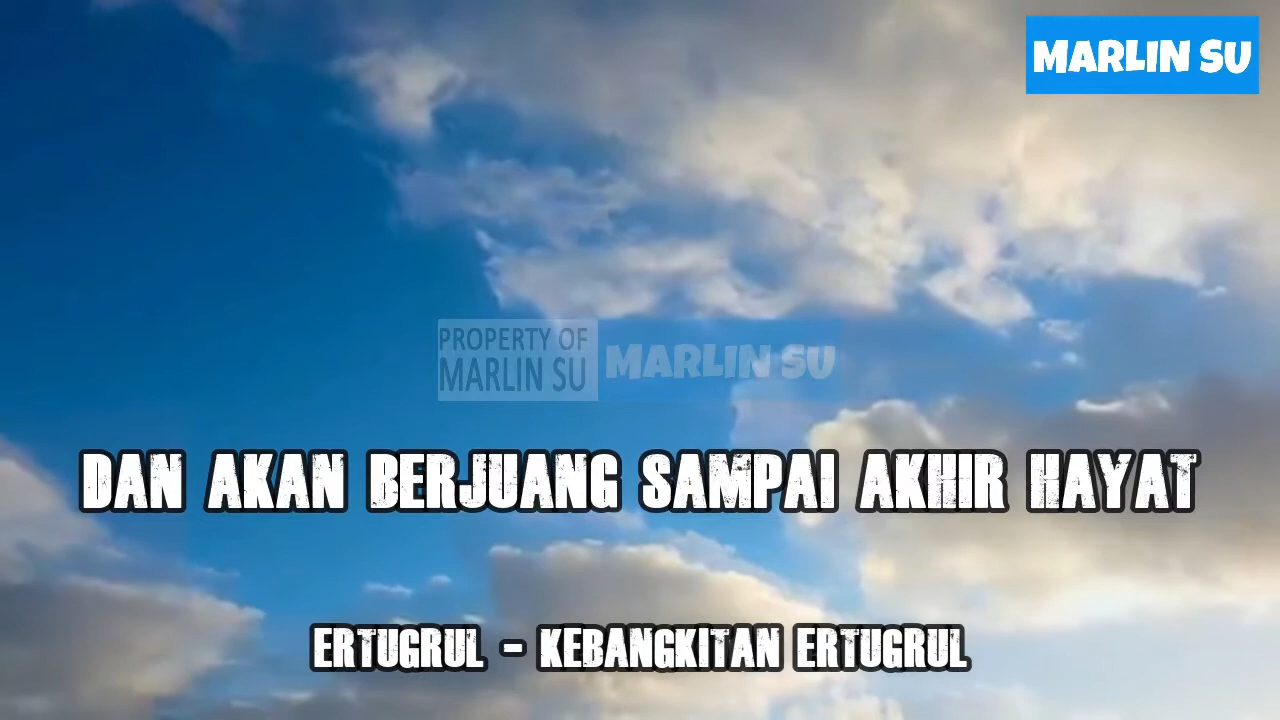 MARLIN SU
PROPERTY OF
MARLIN SU
MARLIN SU
DAN AKAN BERJUANG SAMPAI AKHIR HAYAT
ERTUGRUL - KEBANGKITAN ERTUGRUL